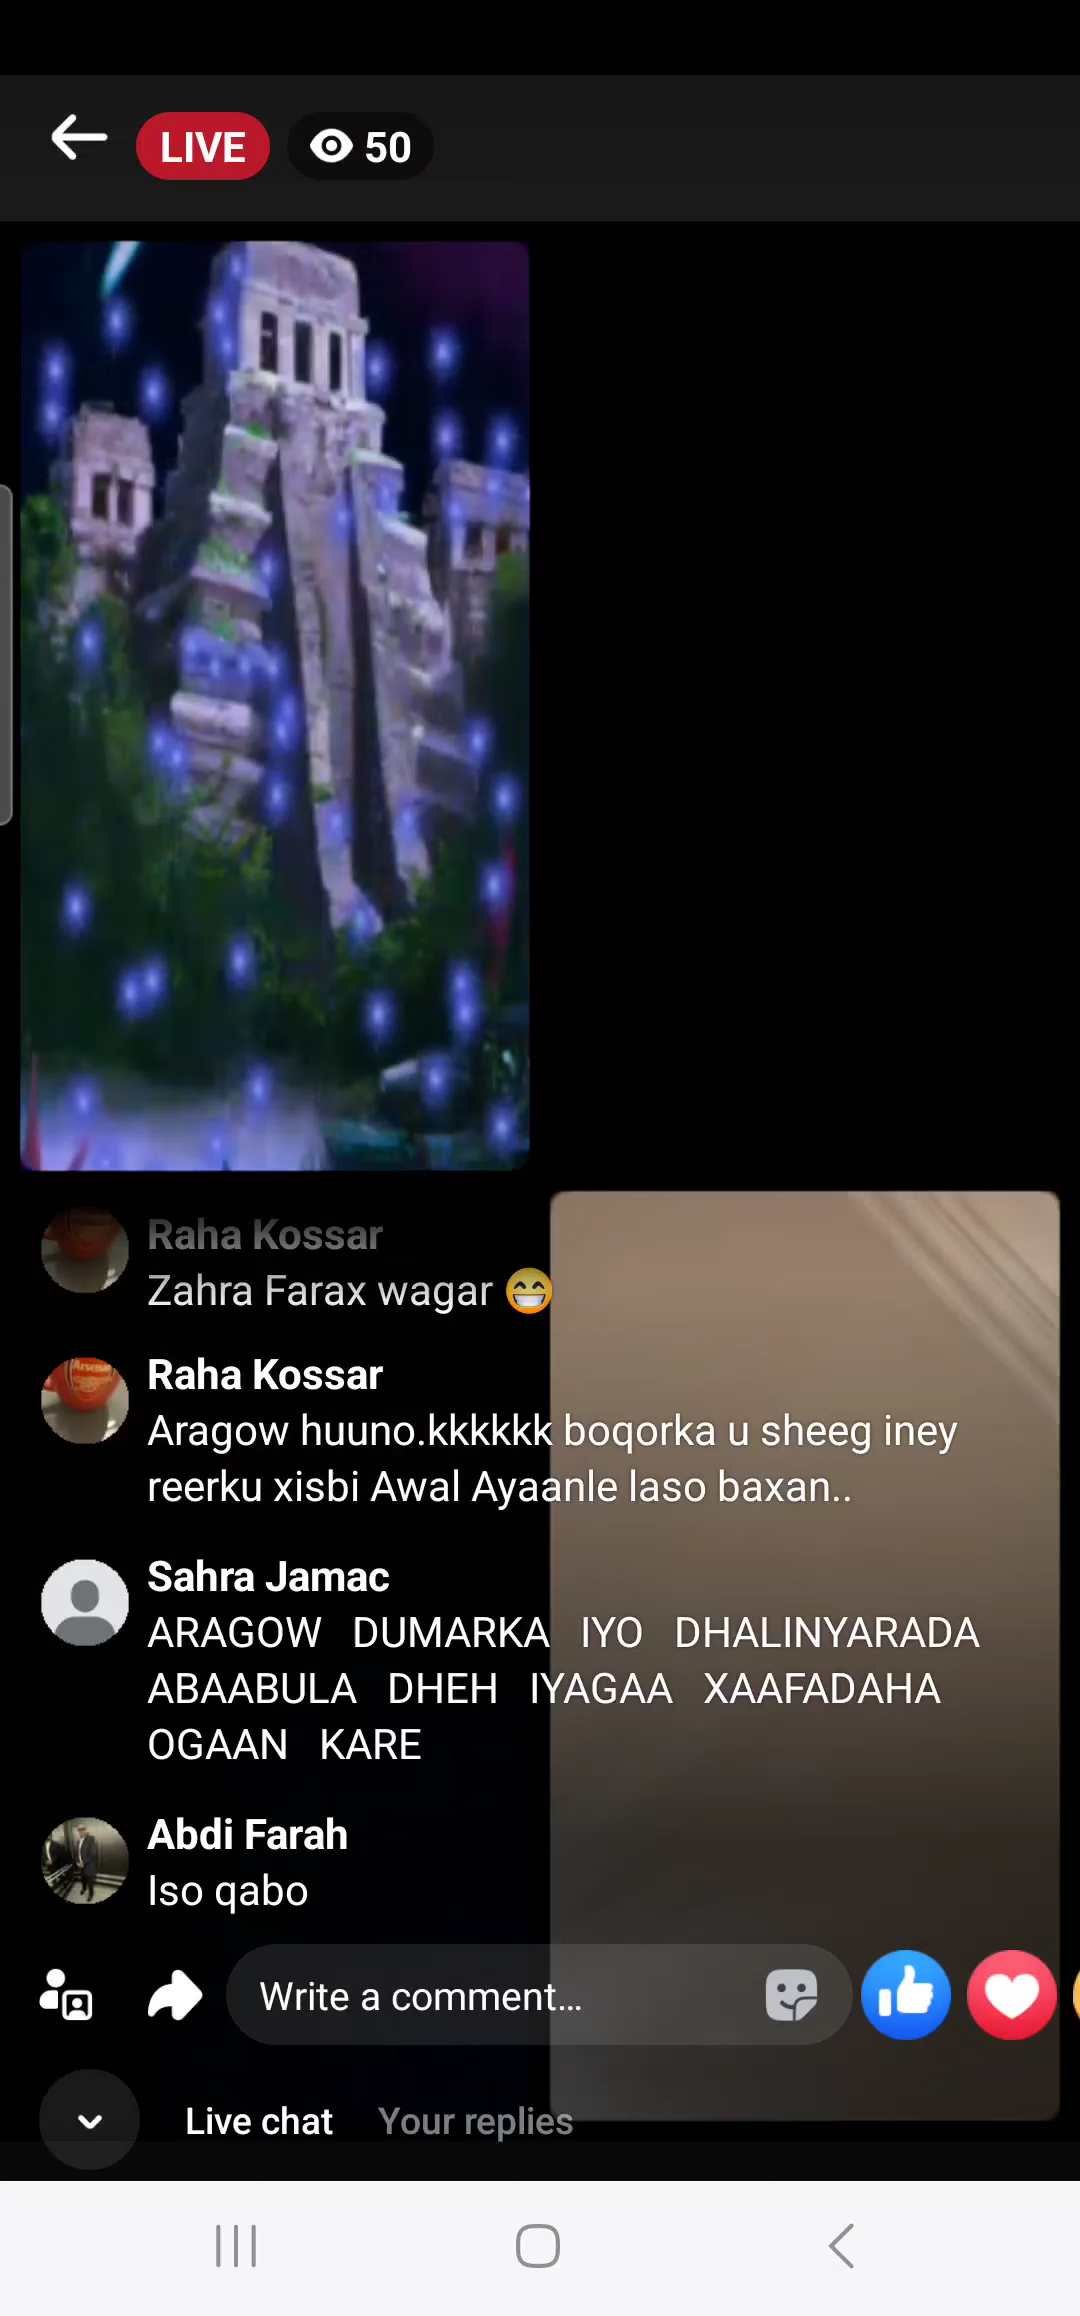 LIVE 50
Raha Kossar
Zahra Farax wagar 😁
Raha Kossar
Aragow huuno.kkkkkk boqorka u sheeg iney
reerku xisbi Awal Ayaanle laso baxan..
Sahra Jamac
ARAGOW DUMARKA IYO DHALINYARADA
ABAABULA DHEH IYAGAA XAAFADAHA
OGAAN KARE
Abdi Farah
Iso qabo
Write a comment...
Live chat Your replies